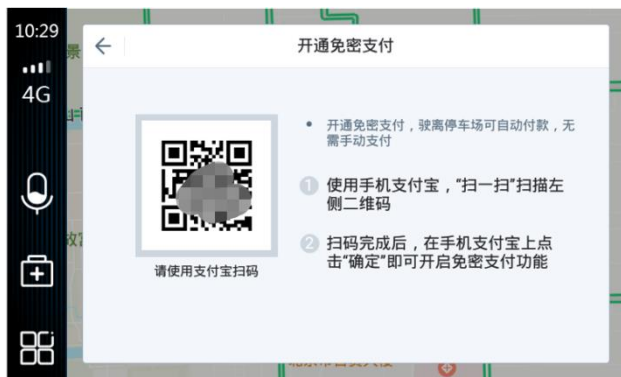 10:29
4G
景
开通免密支付
• 开通免密支付，驶离停车场可自动付款，无
需手动支付
1 使用手机支付宝，“扫一扫”扫描左
侧二维码
2 扫码完成后，在手机支付宝上点
击“确定”即可开启免密支付功能
请使用支付宝扫码